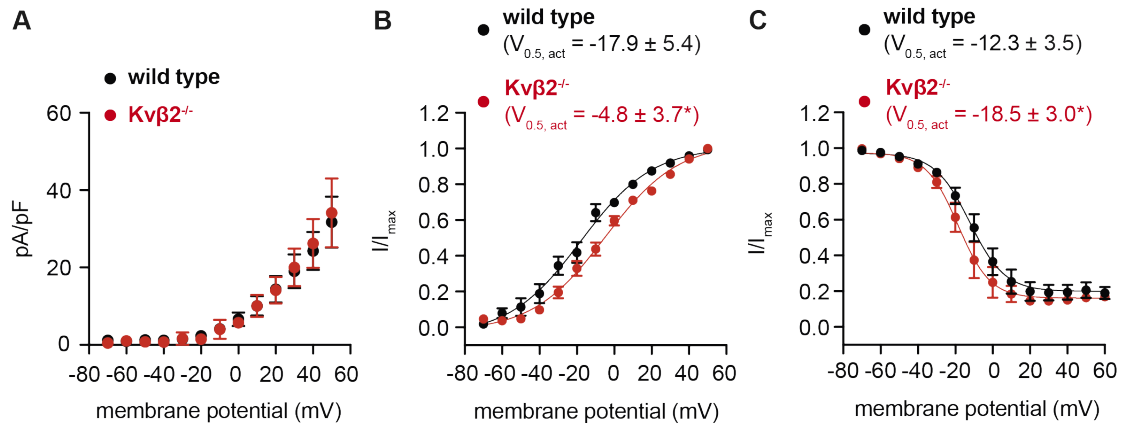 A
wild type
Kvβ2-/-
60
40
20
0
pA/pF
-80 -60 -40 -20 0 20 40 60
membrane potential (mV)
B
wild type
(V0.5, act = -17.9 ± 5.4)
Kvβ2-/-
(V0.5, act = -4.8 ± 3.7*)
1.2
1.0
0.8
0.6
0.4
0.2
0.0
I/Imax
-80 -60 -40 -20 0 20 40 60
membrane potential (mV)
C
wild type
(V0.5, act = -12.3 ± 3.5)
Kvβ2-/-
(V0.5, act = -18.5 ± 3.0*)
1.2
1.0
0.8
0.6
0.4
0.2
0.0
I/Imax
-80 -60 -40 -20 0 20 40 60
membrane potential (mV)